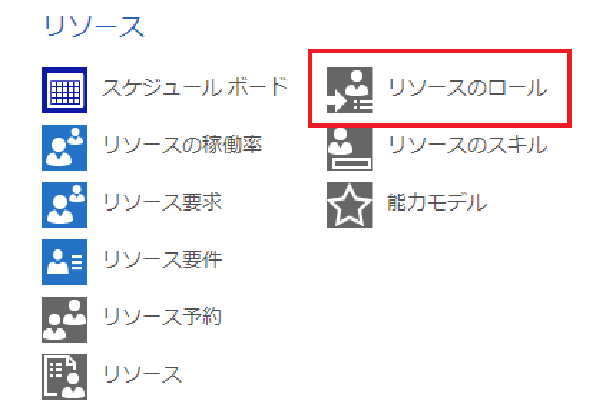 リソース
スケジュール ボード
リソースの稼働率
リソース要求
リソース要件
リソース予約
リソース
リソースのロール
リソースのスキル
能力モデル